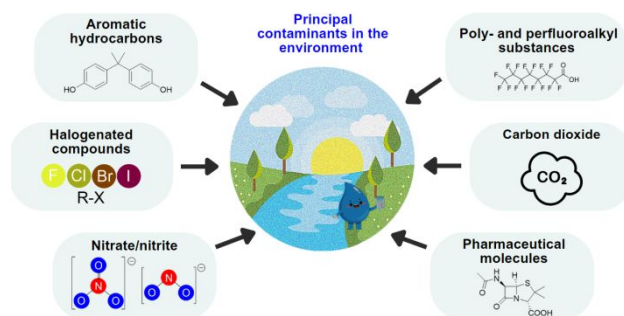 Principal
contaminants in the
environment
Aromatic
hydrocarbons
HO
OH
Halogenated
compounds
F Cl Br I
R-X
Nitrate/nitrite
O
N
O O
−
N
O O
−
Poly- and perfluoroalkyl
substances
F F F F F F F O
OH
F F F F F F F F
Carbon dioxide
CO₂
Pharmaceutical
molecules
H H
N S
O N
O
COOH